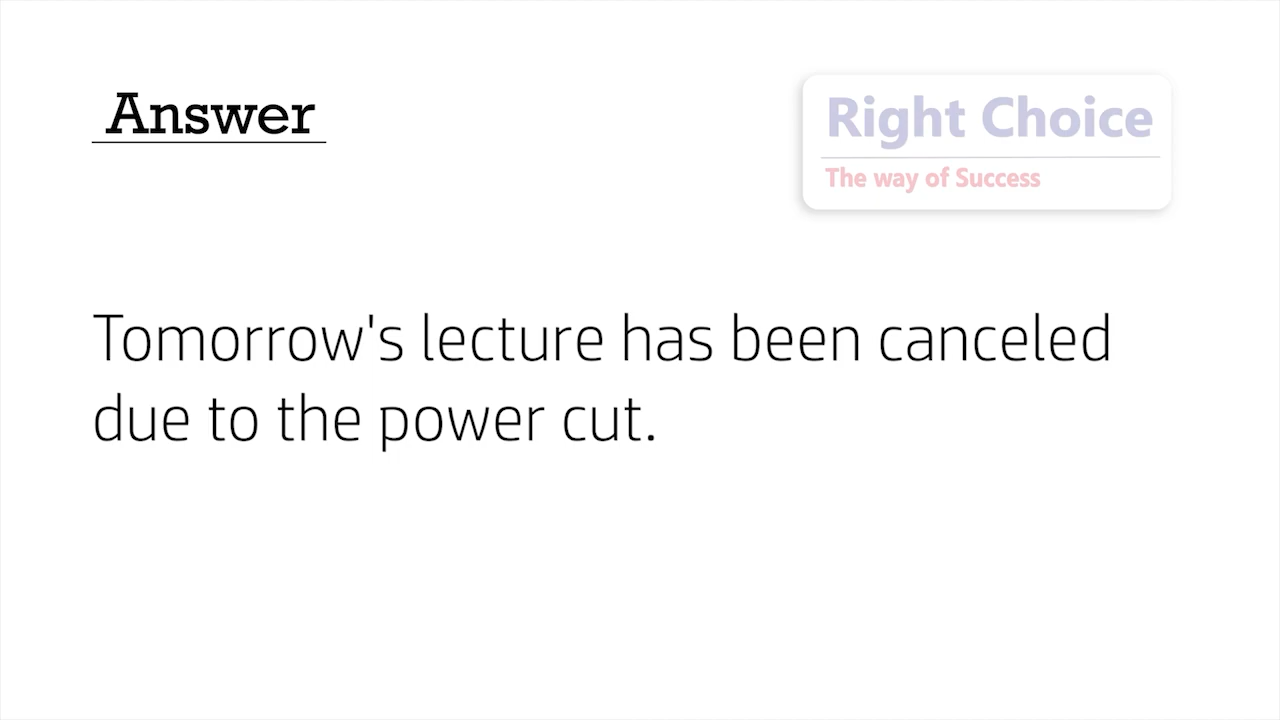 Answer
Right Choice
The way of Success
Tomorrow's lecture has been canceled
due to the power cut.